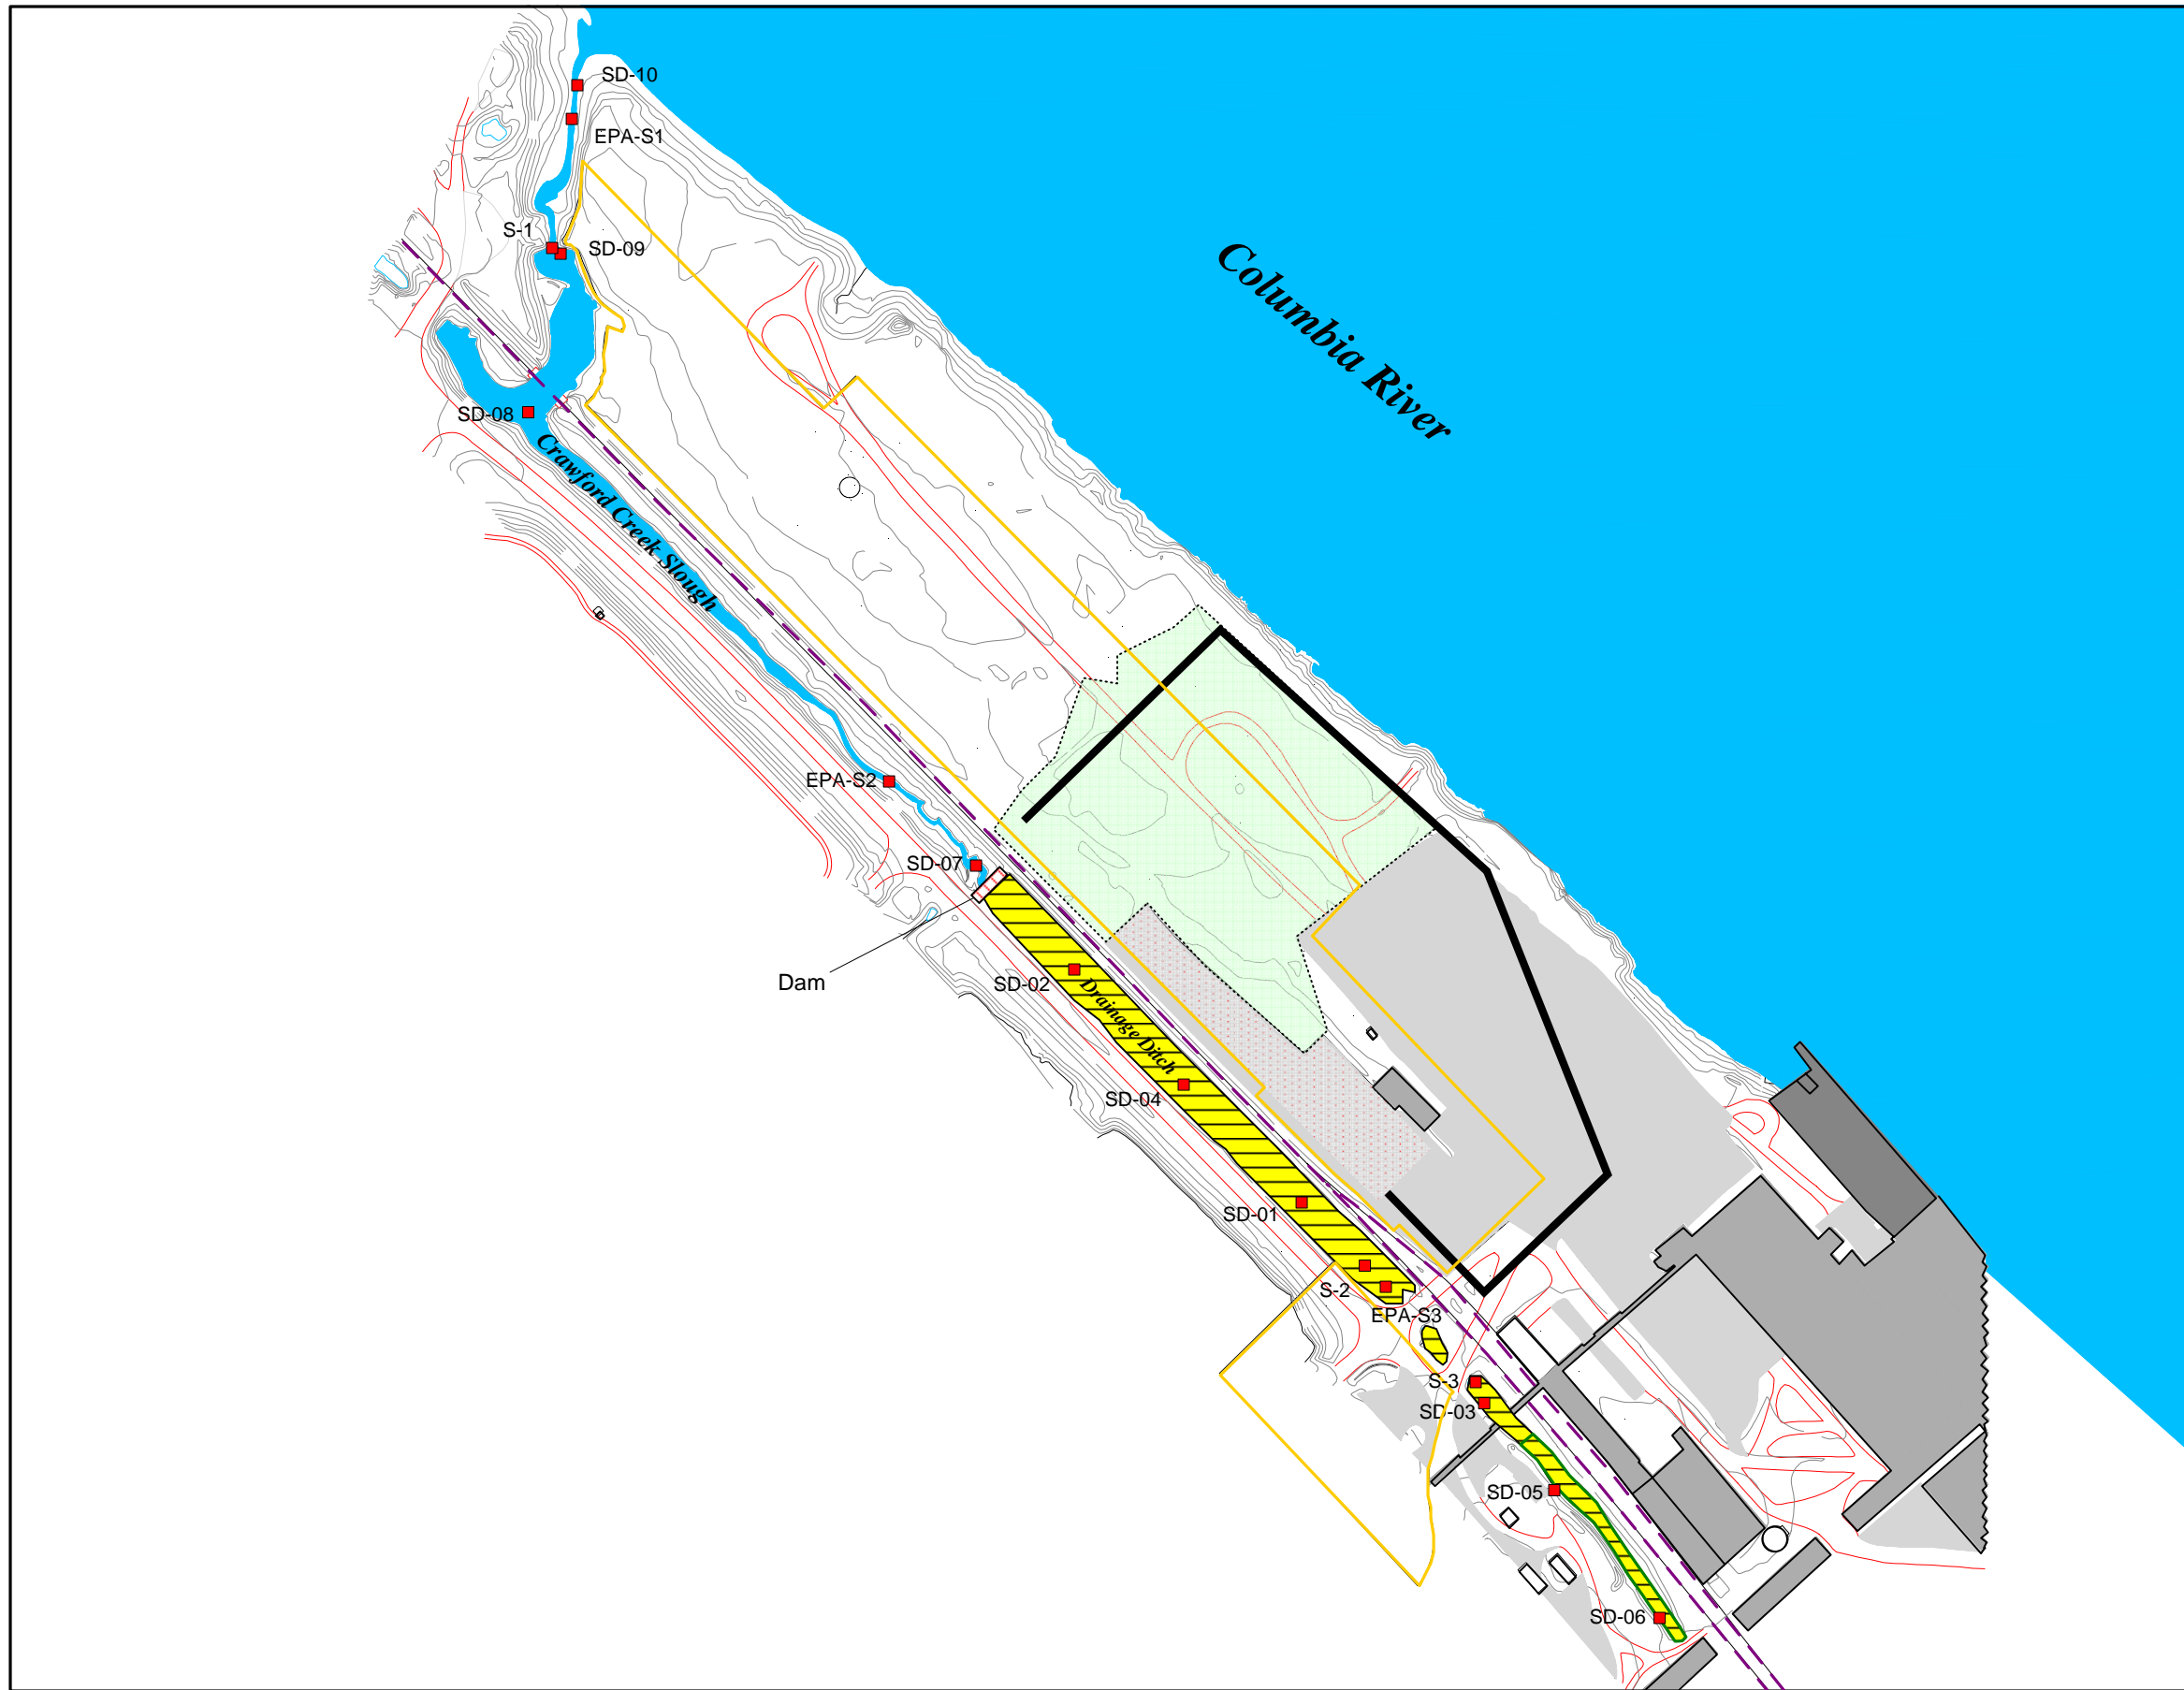 SD-10
EPA-S1
S-1
SD-09
Columbia River
SD-08
Crawford Creek Slough
EPA-S2
SD-07
Dam
SD-02
Drainage Ditch
SD-04
SD-01
S-2
EPA-S3
S-3
SD-03
SD-05
SD-06